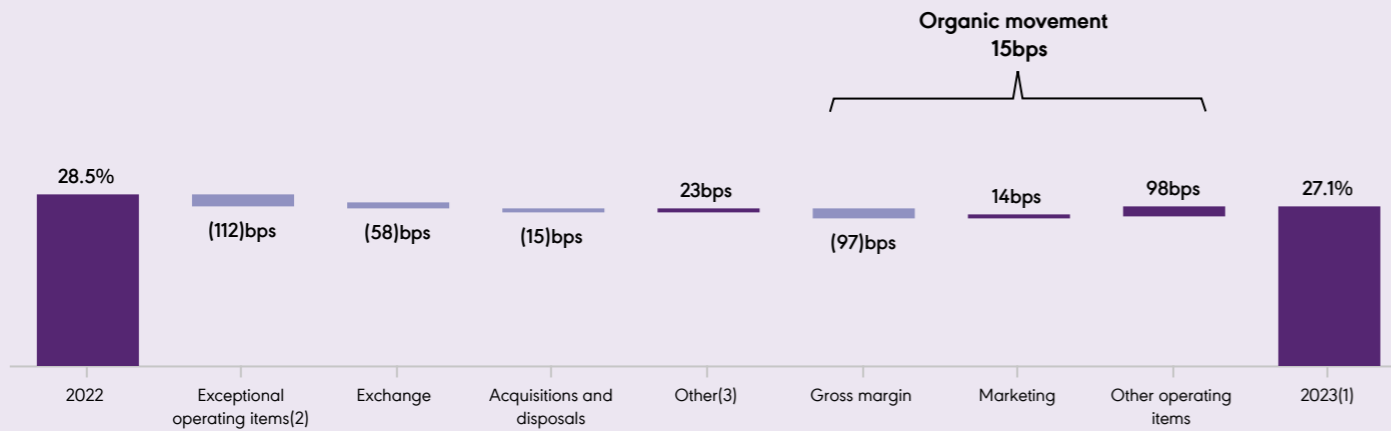 Organic movement
15bps
28.5%
(112)bps
(58)bps
(15)bps
23bps
(97)bps
14bps
98bps
27.1%
2022
Exceptional
operating items(2)
Exchange
Acquisitions and
disposals
Other(3)
Gross margin
Marketing
Other operating
items
2023(1)